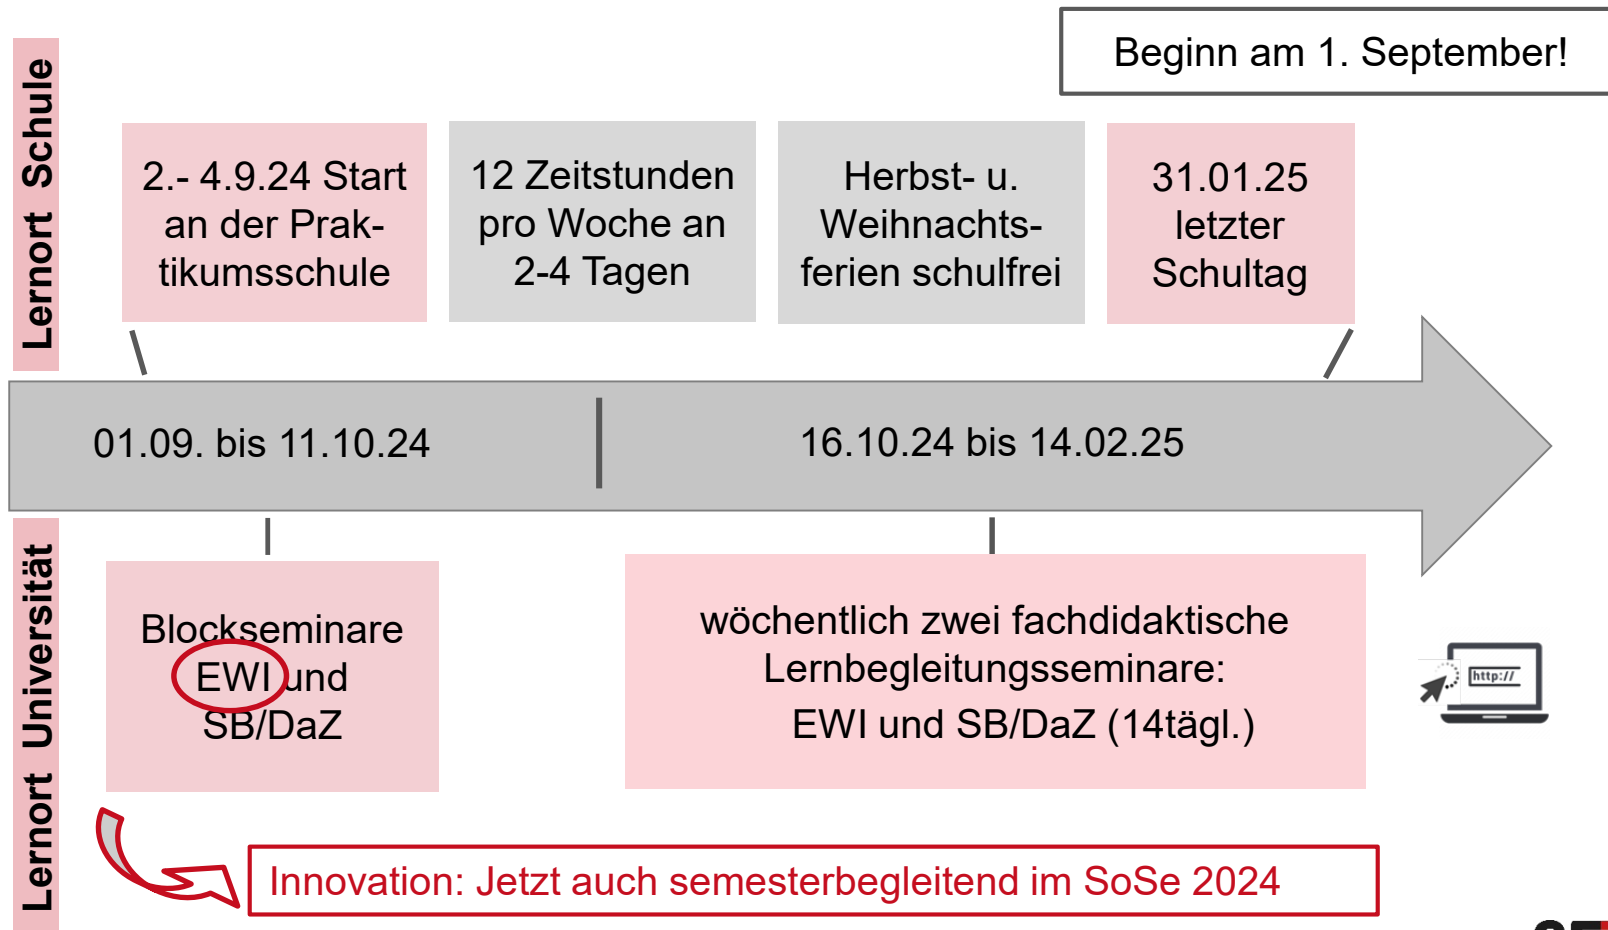 Beginn am 1. September!
Lernort Schule
2.- 4.9.24 Start
an der Prak-
tikumsschule
12 Zeitstunden
pro Woche an
2-4 Tagen
Herbst- u.
Weihnachts-
ferien schulfrei
31.01.25
letzter
Schultag
01.09. bis 11.10.24
16.10.24 bis 14.02.25
Lernort Universität
Blockseminare
EWI und
SB/DaZ
wöchentlich zwei fachdidaktische
Lernbegleitungsseminare:
EWI und SB/DaZ (14tägl.)
http://
Innovation: Jetzt auch semesterbegleitend im SoSe 2024